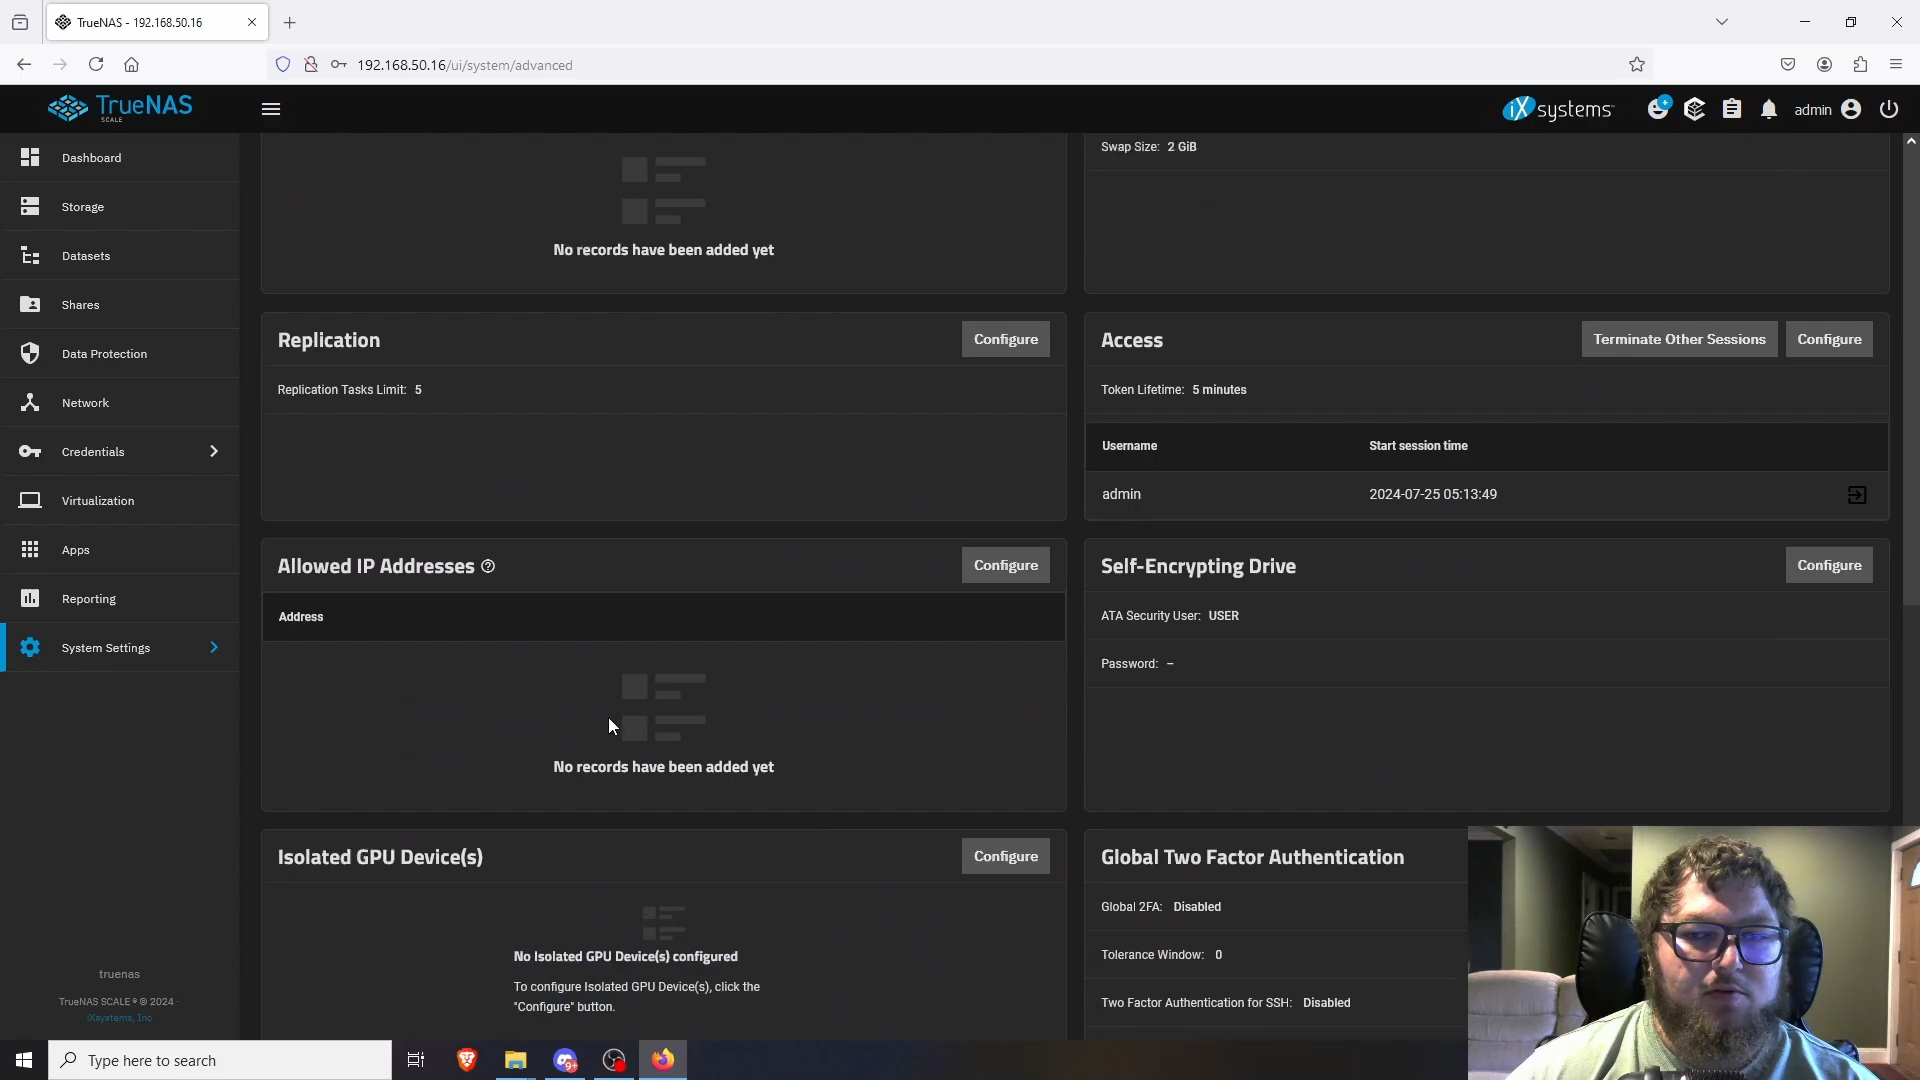 TrueNAS - 192.168.50.16
192.168.50.16/ui/system/advanced
TrueNAS
SCALE
iXsystems
admin
Dashboard
Storage
Datasets
Shares
Data Protection
Network
Credentials
Virtualization
Apps
Reporting
System Settings
truenas
TrueNAS SCALE ® © 2024 -
iXsystems, Inc
No records have been added yet
Swap Size: 2 GiB
Replication
Configure
Replication Tasks Limit: 5
Access
Terminate Other Sessions
Configure
Token Lifetime: 5 minutes
Username Start session time
admin 2024-07-25 05:13:49
Allowed IP Addresses
Configure
Address
No records have been added yet
Self-Encrypting Drive
Configure
ATA Security User: USER
Password: –
Isolated GPU Device(s)
Configure
No Isolated GPU Device(s) configured
To configure Isolated GPU Device(s), click the
"Configure" button.
Global Two Factor Authentication
Global 2FA: Disabled
Tolerance Window: 0
Two Factor Authentication for SSH: Disabled
Type here to search
9+